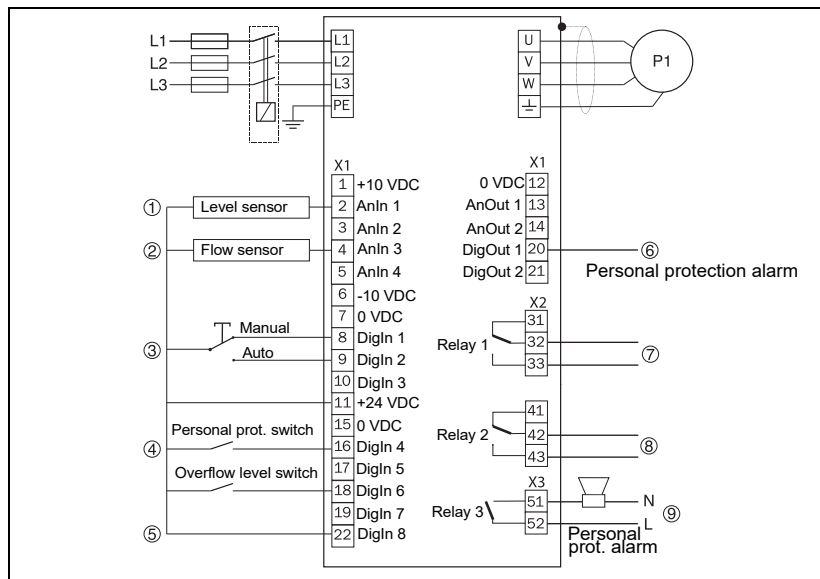 L1 L1 U
L2 L2 V P1
L3 L3 W
PE
X1 X1
1 +10 VDC 0 VDC 12
① Level sensor 2 AnIn 1 AnOut 1 13
3 AnIn 2 AnOut 2 14
② Flow sensor 4 AnIn 3 DigOut 1 20 ⑥
5 AnIn 4 DigOut 2 21 Personal protection alarm
6 -10 VDC
7 0 VDC X2
31
Manual 8 DigIn 1 Relay 1 32
③ ⑦
Auto 9 DigIn 2 33
10 DigIn 3
11 +24 VDC 41
Personal prot. switch 15 0 VDC Relay 2 42
④ 16 DigIn 4 43 ⑧
Overflow level switch 17 DigIn 5
18 DigIn 6 X3
51 N
19 DigIn 7 Relay 3 ⑨
⑤ 22 DigIn 8 52 L
Personal
prot. alarm